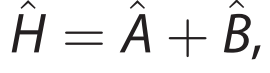 Ĥ = Â + B̂,